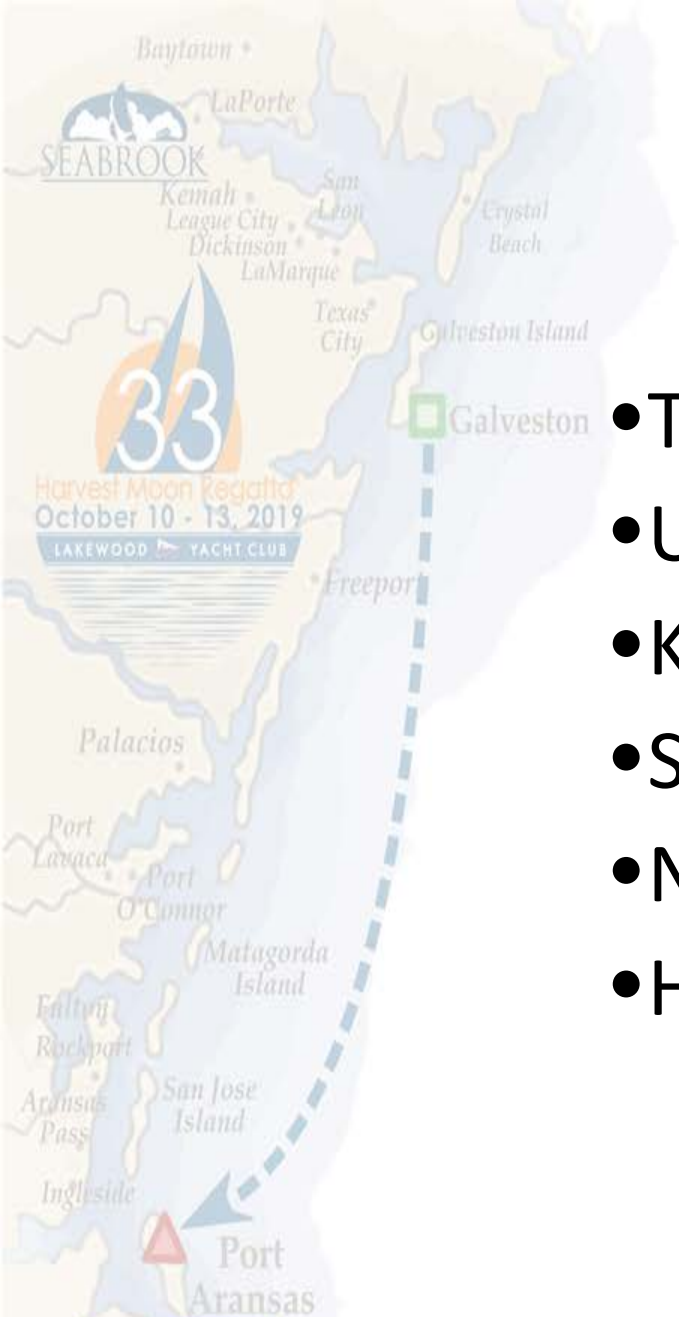 Baytown
LaPorte
SEABROOK
Kemah
San
Leon
League City
Dickinson
LaMarque
Crystal
Beach
Texas
City
Galveston Island
33
Galveston
Harvest Moon Regatta
October 10 - 13, 2019
LAKEWOOD YACHT CLUB
Freepor
Palacios
Port
Lavaca
Port
O'Connor
Matagorda
Island
Fulton
Rockport
Aransas
Pass
San Jose
Island
Ingleside
Port
Aransas
•T
•U
•K
•S
•N
•H